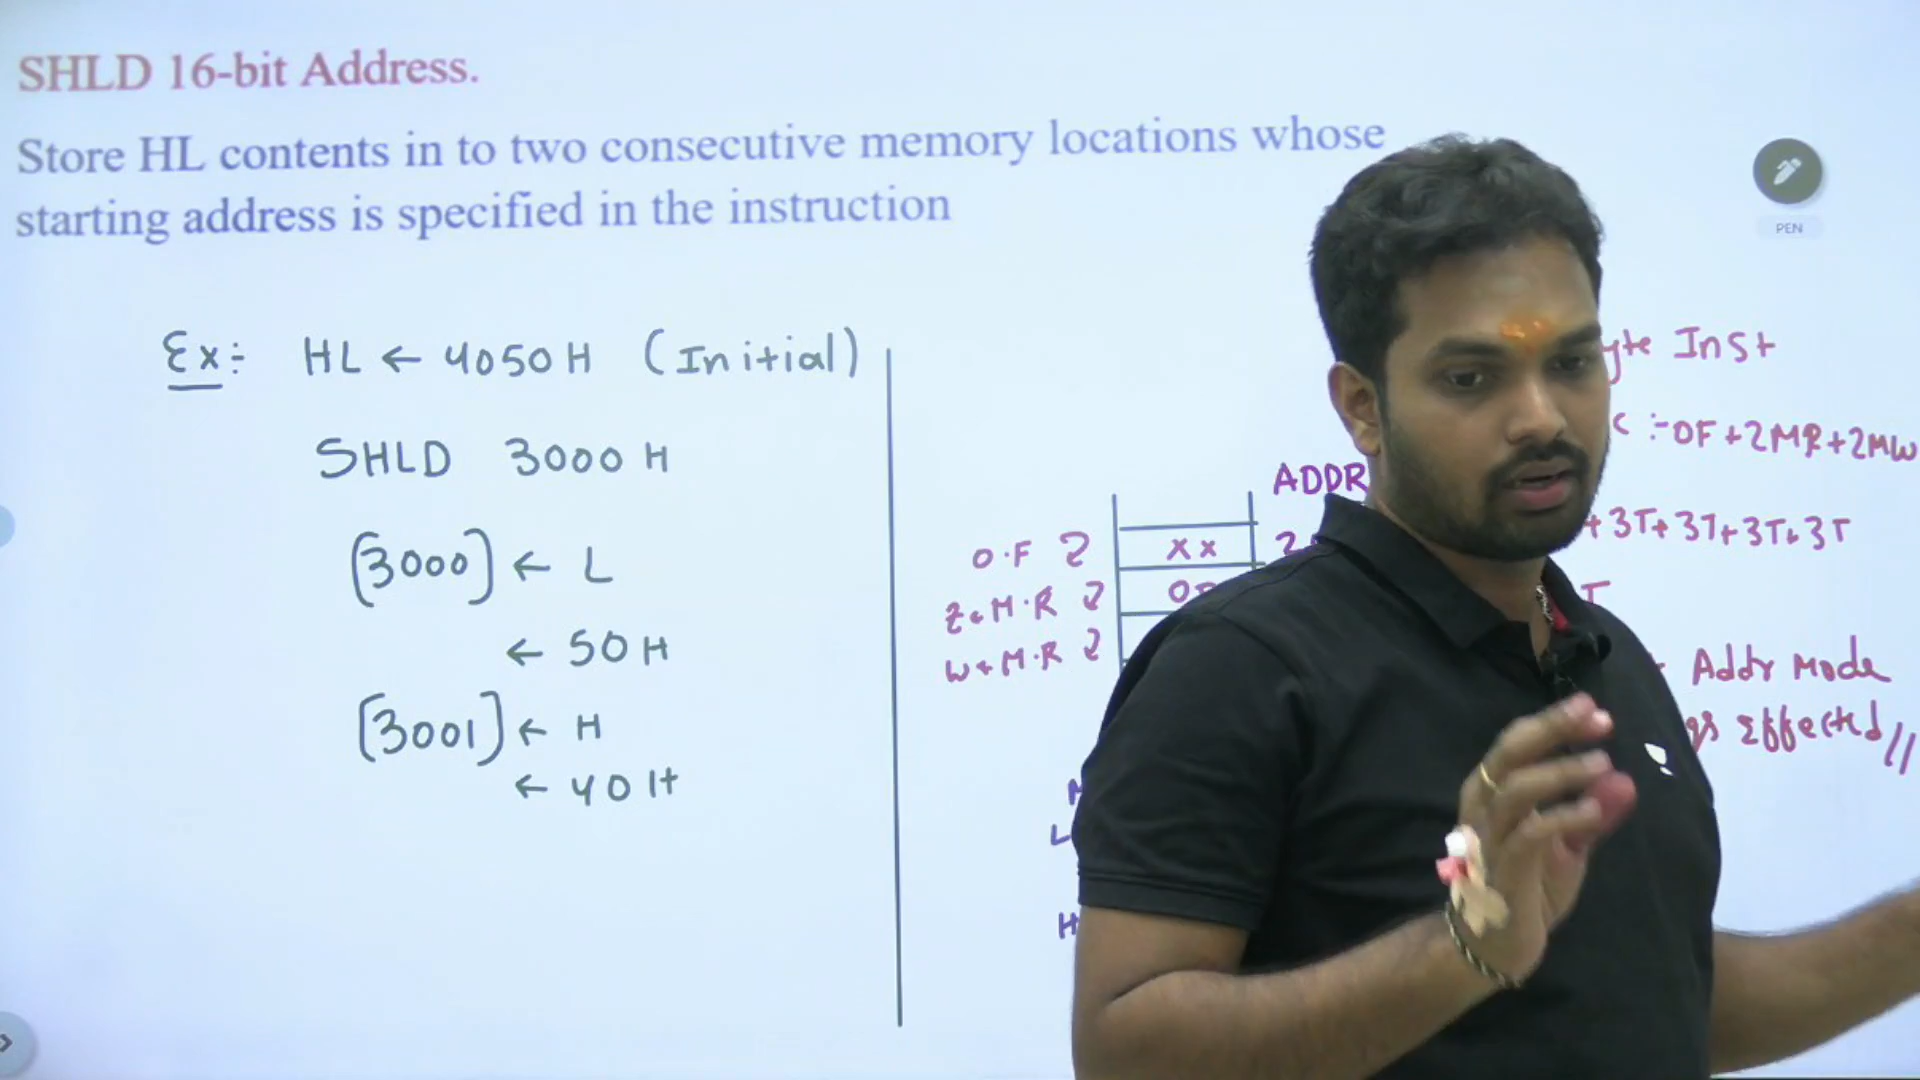 SHLD 16-bit Address.
Store HL contents in to two consecutive memory locations whose
starting address is specified in the instruction
PEN
Ex:- HL ← 4050 H (Initial)
SHLD 3000 H
[3000] ← L
← 50 H
[3001] ← H
← 40 H
ADDR
O.F
XX
Z ← M.R
W ← M.R
L
H
Inst
:- OF + 2MR + 2MW
+ 3T + 3T + 3T + 3T
T
Addr Mode
effected //